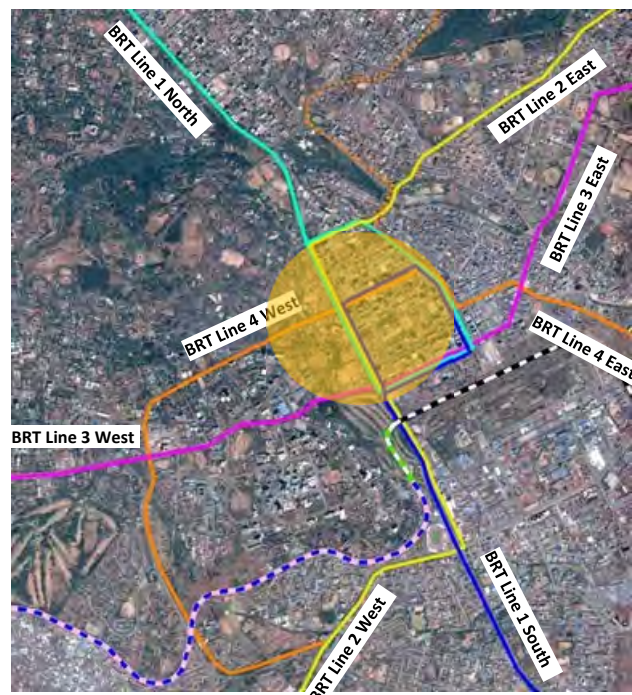 BRT Line 1 North
BRT Line 2 East
BRT Line 3 East
BRT Line 4 West
BRT Line 4 East
BRT Line 3 West
BRT Line 1 South
BRT Line 2 West